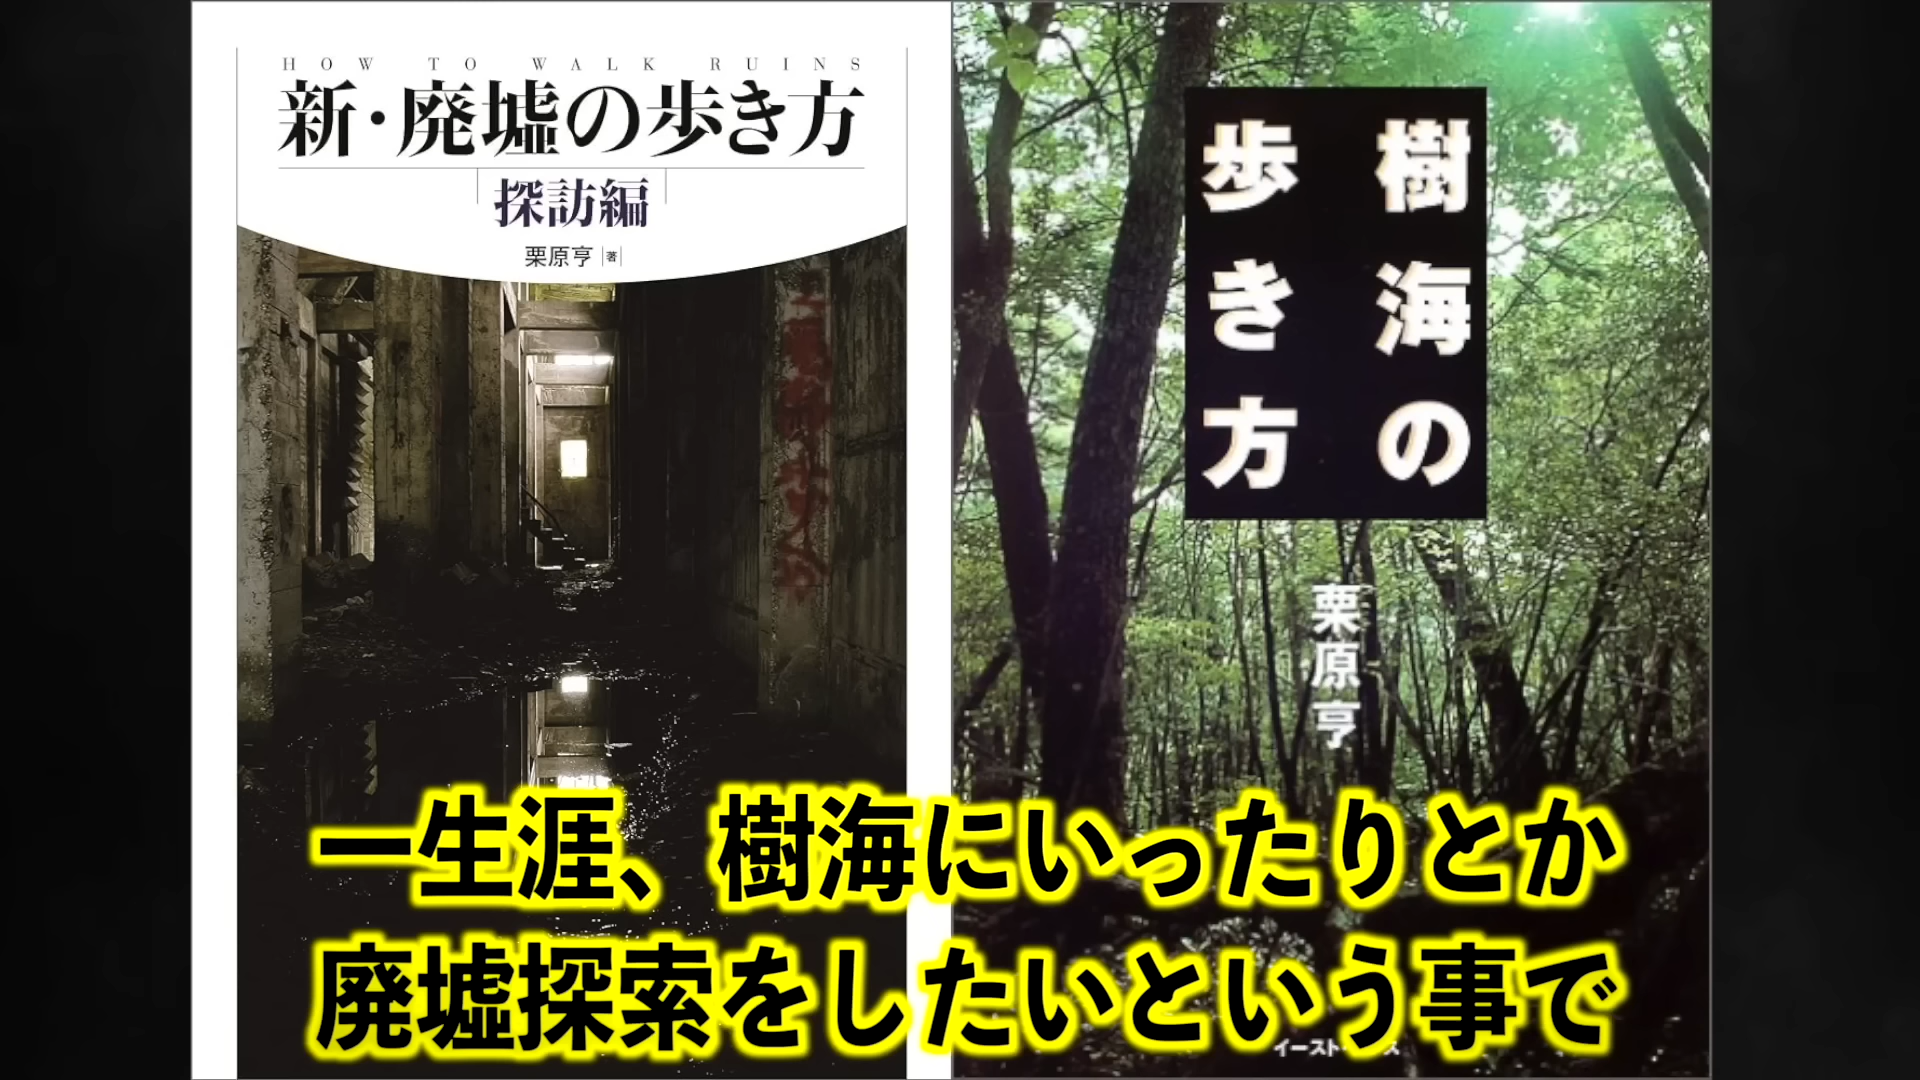 HOW TO WALK RUINS
新・廃墟の歩き方
探訪編
栗原亨 著
樹海の
歩き方
栗原亨
一生涯、樹海にいったりとか
廃墟探索をしたいという事で